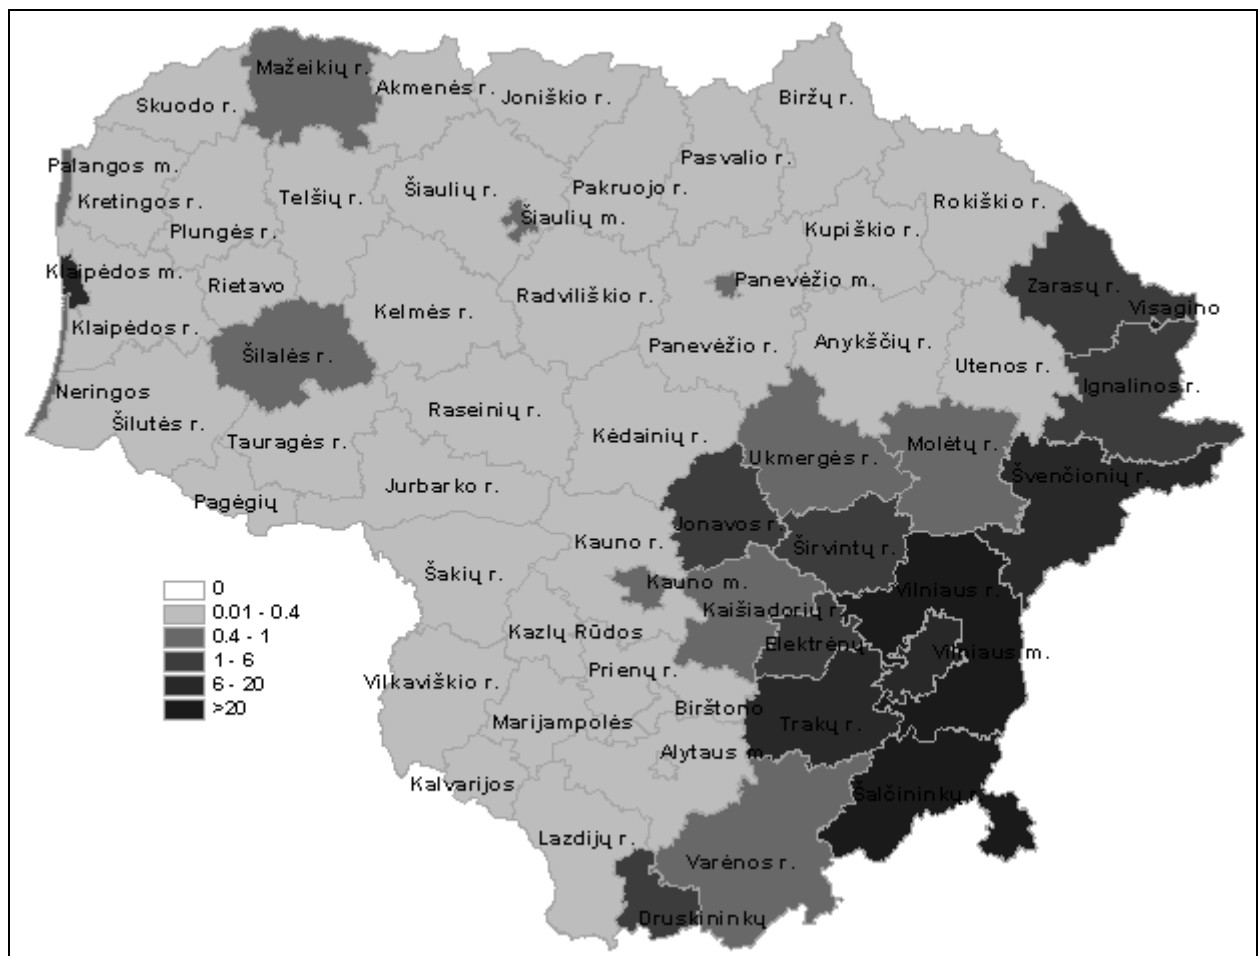 Mažeikių r.
Akmenės r.
Joniškio r.
Biržų r.
Skuodo r.
Pasvalio r.
Palangos m.
Kretingos r.
Telšių r.
Šiaulių r.
Pakruojo r.
Rokiškio r.
Plungės r.
Šiaulių m.
Kupiškio r.
Klaipėdos m.
Rietavo
Radviliškio r.
Panevėžio m.
Zarasų r.
Visagino
Klaipėdos r.
Kelmės r.
Šilalės r.
Panevėžio r.
Anykščių r.
Utenos r.
Ignalinos r.
Neringos
Šilutės r.
Raseinių r.
Tauragės r.
Kėdainių r.
Ukmergės r.
Molėtų r.
Švenčionių r.
Pagėgių
Jurbarko r.
Jonavos r.
Kauno r.
Širvintų r.
Šakių r.
Kauno m.
Vilniaus r.
Kaišiadorių r.
Kazlų Rūdos
Elektrėnų
Vilniaus m.
Prienų r.
Vilkaviškio r.
Birštono
Marijampolės
Trakų r.
Alytaus m.
Kalvarijos
Šalčininkų r.
Lazdijų r.
Varėnos r.
Druskininkų
0
0.01 - 0.4
0.4 - 1
1 - 6
6 - 20
>20